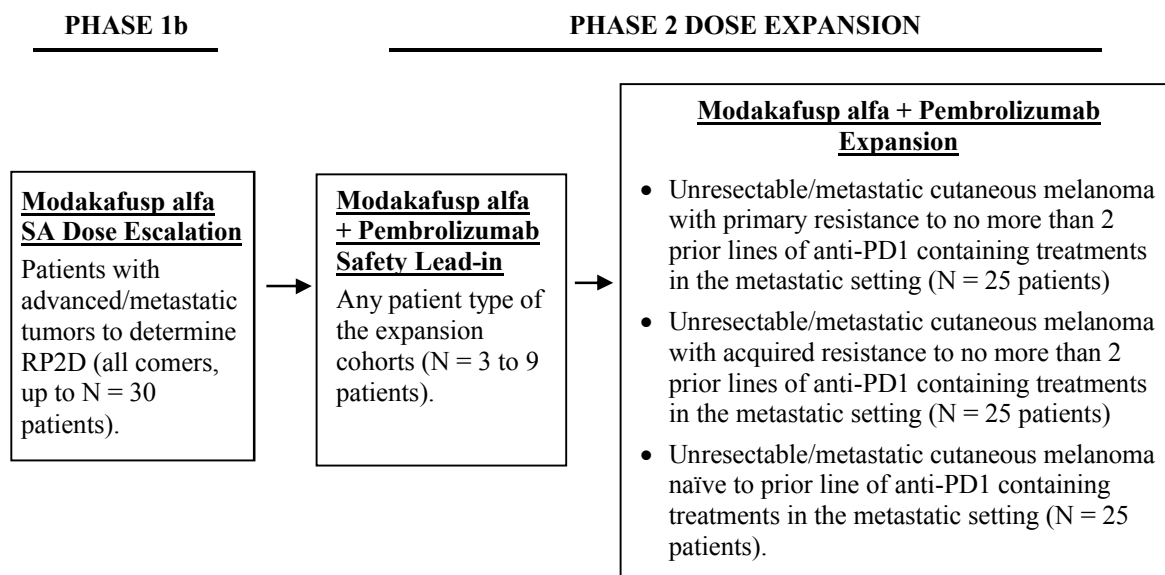 PHASE 1b
PHASE 2 DOSE EXPANSION
Modakafusp alfa
SA Dose Escalation
Patients with
advanced/metastatic
tumors to determine
RP2D (all comers,
up to N = 30
patients).
Modakafusp alfa
+ Pembrolizumab
Safety Lead-in
Any patient type of
the expansion
cohorts (N = 3 to 9
patients).
Modakafusp alfa + Pembrolizumab
Expansion
• Unresectable/metastatic cutaneous melanoma
with primary resistance to no more than 2
prior lines of anti-PD1 containing treatments
in the metastatic setting (N = 25 patients)
• Unresectable/metastatic cutaneous melanoma
with acquired resistance to no more than 2
prior lines of anti-PD1 containing treatments
in the metastatic setting (N = 25 patients)
• Unresectable/metastatic cutaneous melanoma
naïve to prior line of anti-PD1 containing
treatments in the metastatic setting (N = 25
patients).